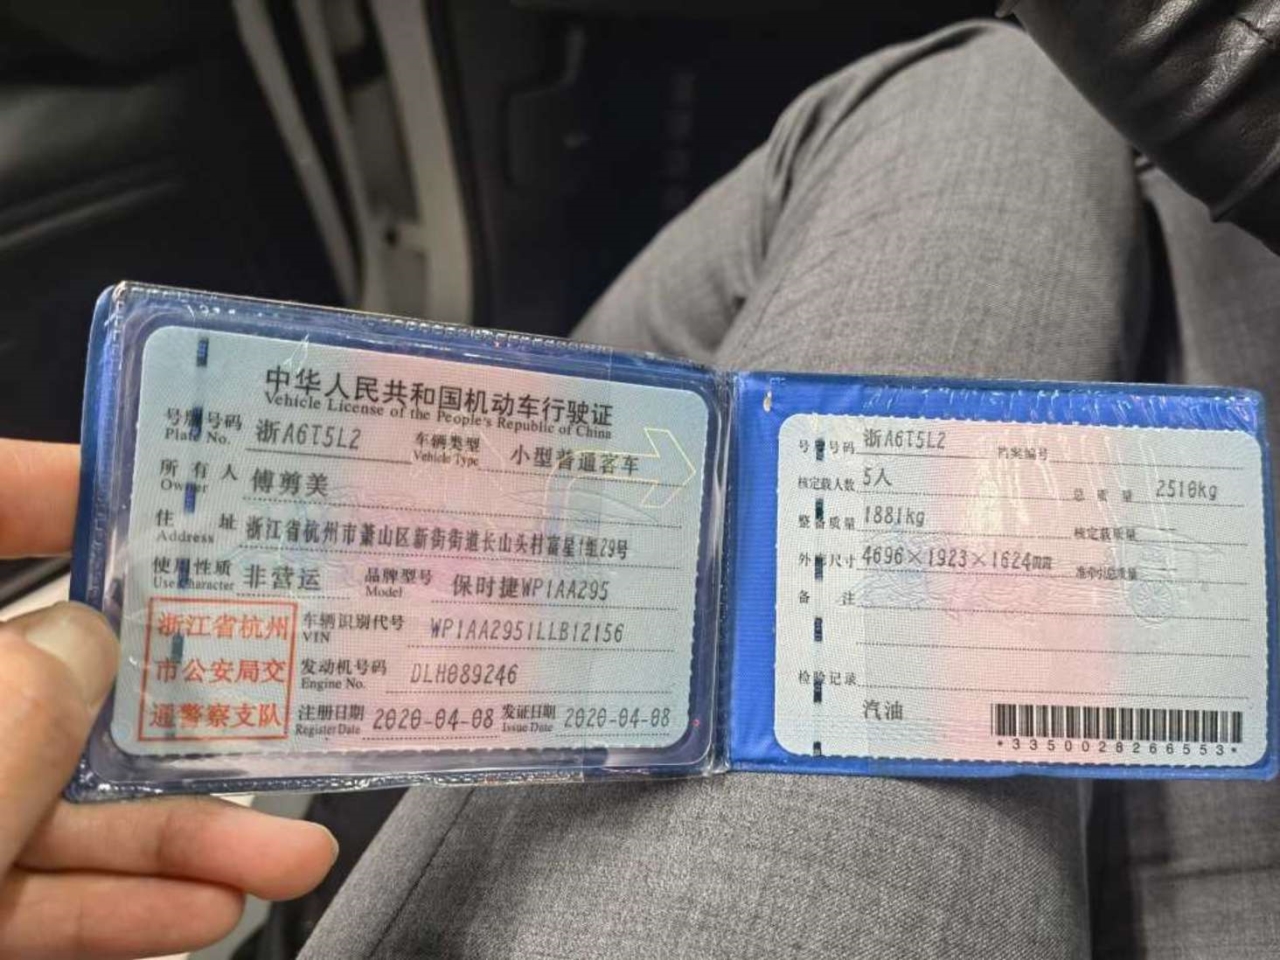 中华人民共和国机动车行驶证
Vehicle License of the People's Republic of China
号牌号码 浙A6T5L2 车辆类型 小型普通客车
Plate No. Vehicle Type
所有人 傅剪美
Owner
住址 浙江省杭州市萧山区新街街道长山头村富星1组29号
Address
使用性质 非营运 品牌型号 保时捷WP1AA295
Use Character Model
浙江省杭州
市公安局交
通警察支队
车辆识别代号 WP1AA2951LLB12156
VIN
发动机号码 DLH089246
Engine No.
注册日期 2020-04-08 发证日期 2020-04-08
Register Date Issue Date
号牌号码 浙A6T5L2 档案编号
核定载人数 5人 总质量 2510kg
整备质量 1881kg 核定载质量
外廓尺寸 4696×1923×1624mm 准牵引总质量
备注
检验记录
汽油
*3350028266553*